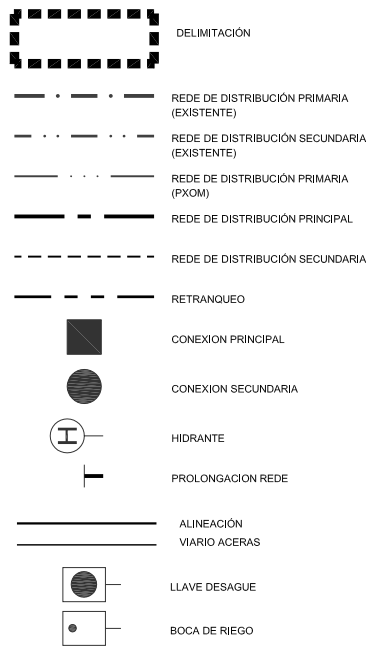 DELIMITACIÓN
REDE DE DISTRIBUCIÓN PRIMARIA
(EXISTENTE)
REDE DE DISTRIBUCIÓN SECUNDARIA
(EXISTENTE)
REDE DE DISTRIBUCIÓN PRIMARIA
(PXOM)
REDE DE DISTRIBUCIÓN PRINCIPAL
REDE DE DISTRIBUCIÓN SECUNDARIA
RETRANQUEO
CONEXION PRINCIPAL
CONEXION SECUNDARIA
H HIDRANTE
PROLONGACION REDE
ALINEACIÓN
VIARIO ACERAS
LLAVE DESAGUE
BOCA DE RIEGO